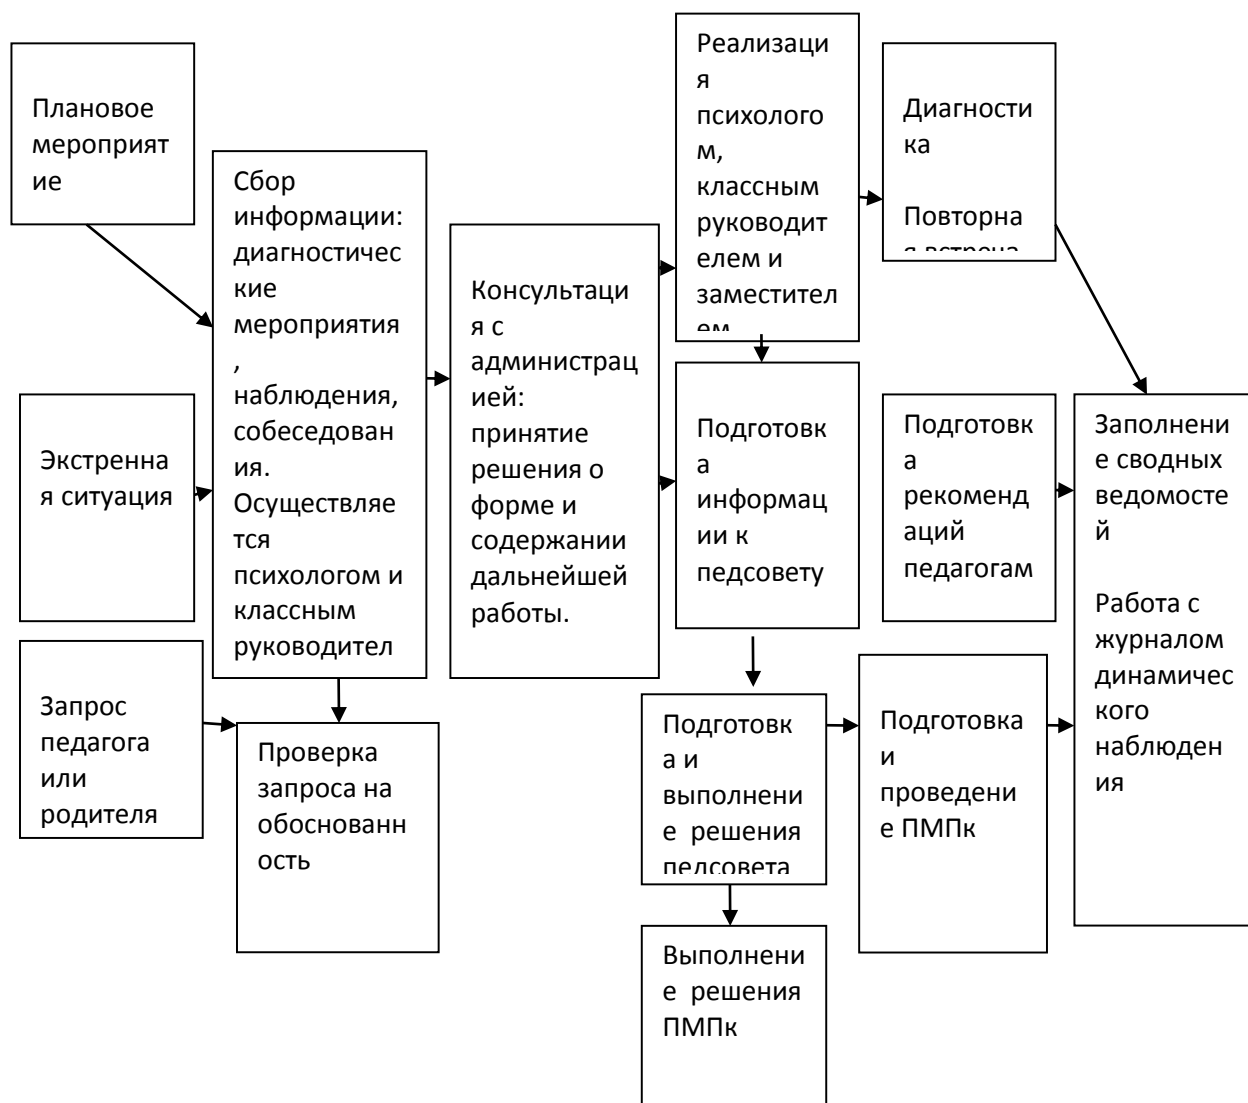 Плановое
мероприят
ие
Экстренна
я ситуация
Запрос
педагога
или
родителя
Сбор
информации:
диагностичес
кие
мероприятия
,
наблюдения,
собеседован
ия.
Осуществляе
тся
психологом и
классным
руководител
Проверка
запроса на
обоснованн
ость
Консультаци
я с
администрац
ией:
принятие
решения о
форме и
содержании
дальнейшей
работы.
Реализаци
я
психолого
м,
классным
руководит
елем и
заместител
ем
Подготовк
а
информац
ии к
педсовету
Подготовк
а и
выполнени
е решения
педсовета
Выполнени
е решения
ПМПк
Диагности
ка
Повторна
я встреча
Подготовк
а
рекоменд
аций
педагогам
Подготовка
и
проведени
е ПМПк
Заполнени
е сводных
ведомосте
й
Работа с
журналом
динамичес
кого
наблюден
ия